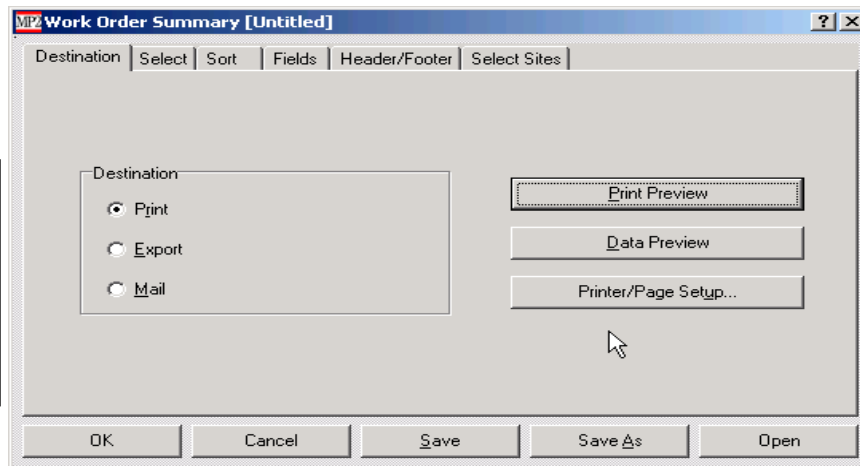 MP2 Work Order Summary [Untitled] ? X
Destination Select Sort Fields Header/Footer Select Sites
Destination
Print
Export
Mail
Print Preview
Data Preview
Printer/Page Setup...
OK Cancel Save Save As Open